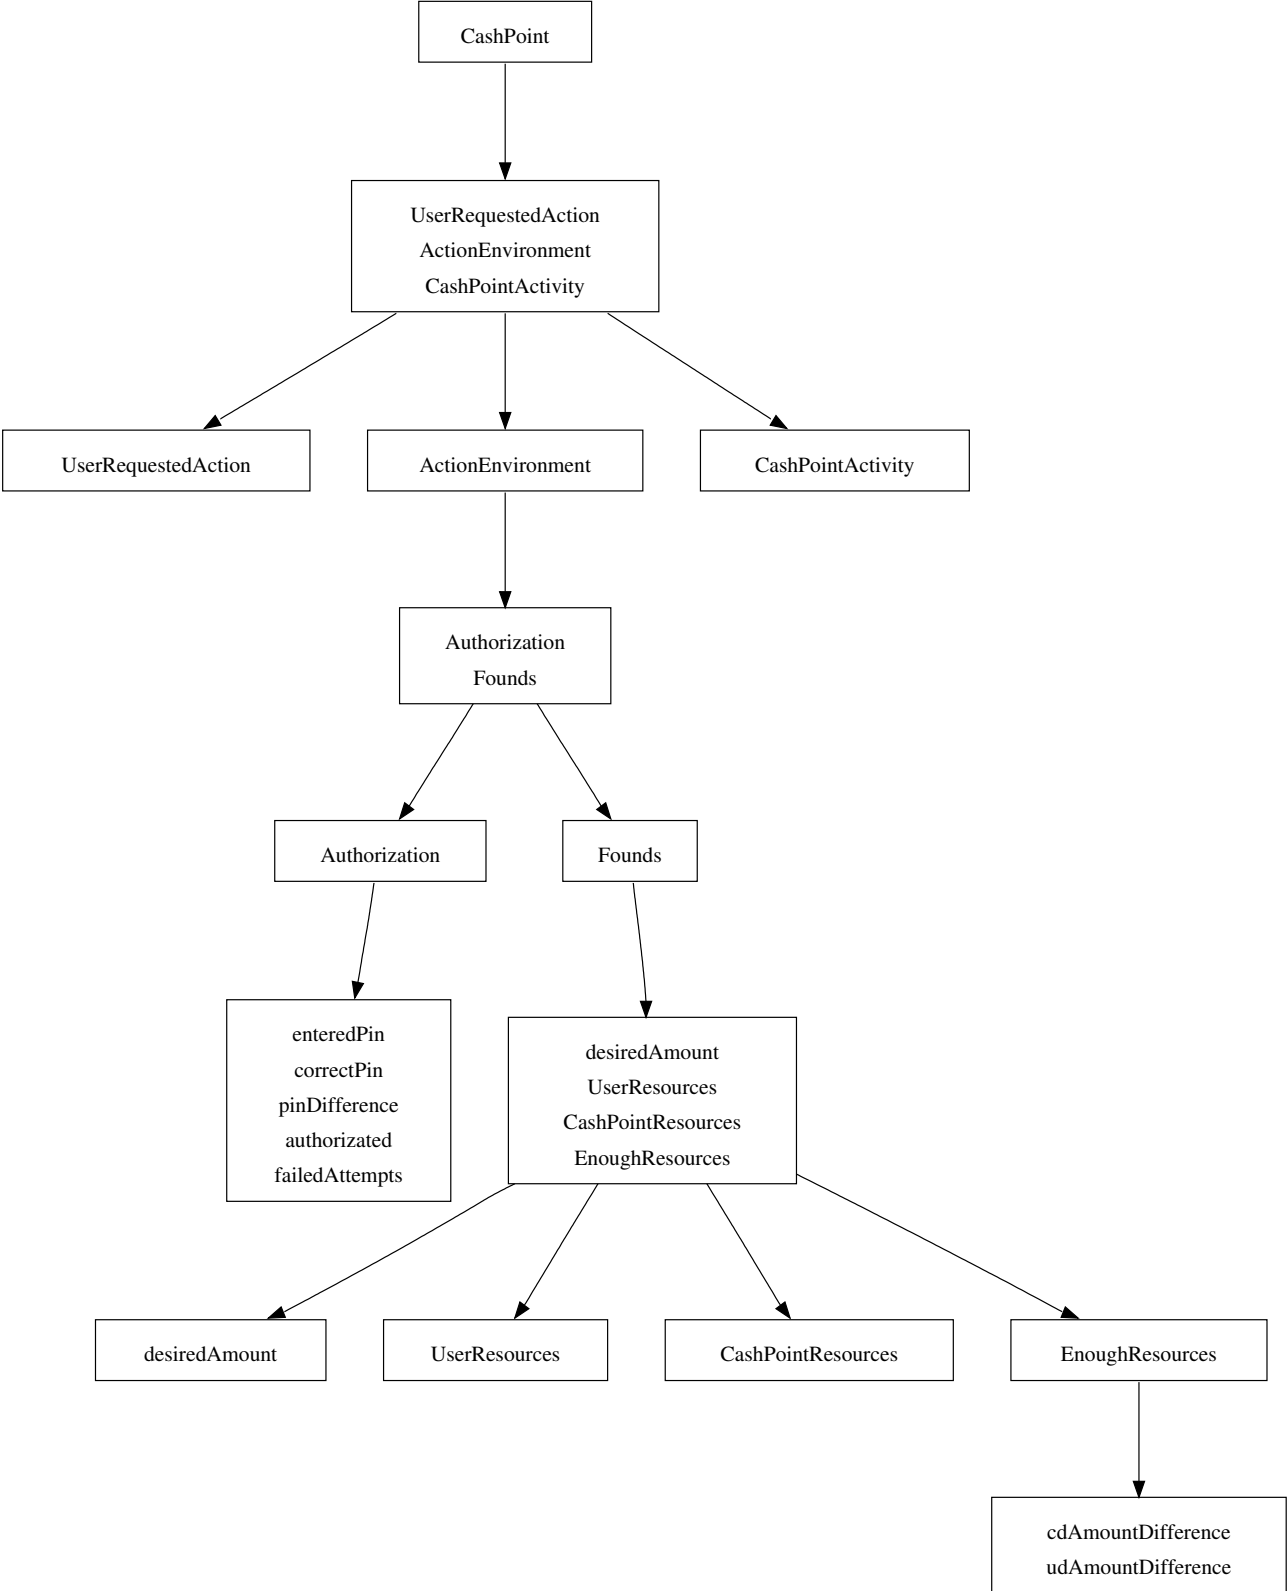 CashPoint
UserRequestedAction
ActionEnvironment
CashPointActivity
UserRequestedAction
ActionEnvironment
CashPointActivity
Authorization
Founds
Authorization
Founds
enteredPin
correctPin
pinDifference
authorizated
failedAttempts
desiredAmount
UserResources
CashPointResources
EnoughResources
desiredAmount
UserResources
CashPointResources
EnoughResources
cdAmountDifference
udAmountDifference